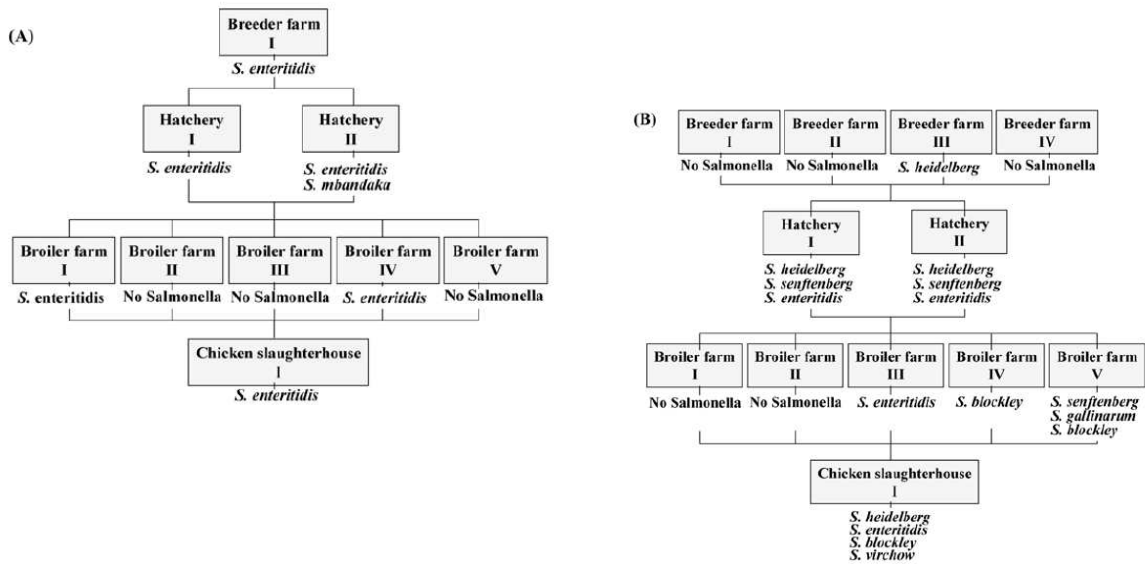 (A)
Breeder farm
I
S. enteritidis
Hatchery
I
S. enteritidis
Hatchery
II
S. enteritidis
S. mbandaka
Broiler farm
I
S. enteritidis
Broiler farm
II
No Salmonella
Broiler farm
III
No Salmonella
Broiler farm
IV
S. enteritidis
Broiler farm
V
No Salmonella
Chicken slaughterhouse
I
S. enteritidis
(B)
Breeder farm
I
No Salmonella
Breeder farm
II
No Salmonella
Breeder farm
III
S. heidelberg
Breeder farm
IV
No Salmonella
Hatchery
I
S. heidelberg
S. senftenberg
S. enteritidis
Hatchery
II
S. heidelberg
S. senftenberg
S. enteritidis
Broiler farm
I
No Salmonella
Broiler farm
II
No Salmonella
Broiler farm
III
S. enteritidis
Broiler farm
IV
S. blockley
Broiler farm
V
S. senftenberg
S. gallinarum
S. blockley
Chicken slaughterhouse
I
S. heidelberg
S. enteritidis
S. blockley
S. virchow